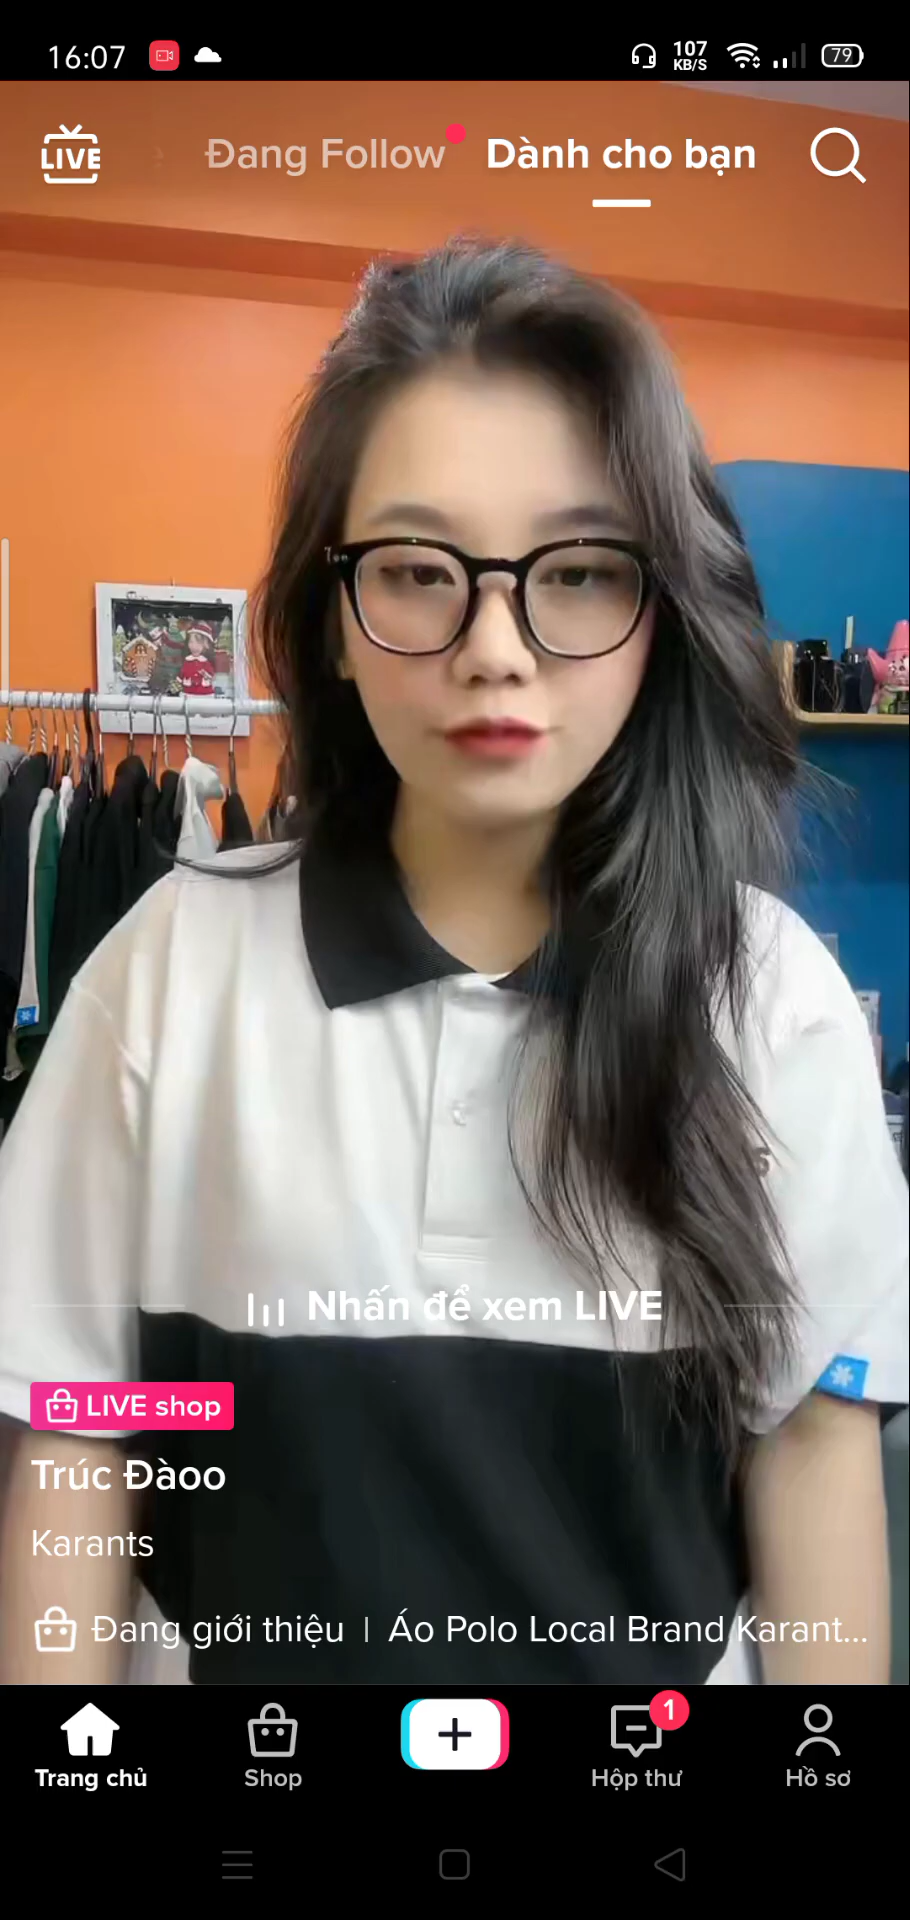 16:07
107
KB/S
79
LIVE
Đang Follow
Dành cho bạn
Nhấn để xem LIVE
LIVE shop
Trúc Đàoo
Karants
Đang giới thiệu | Áo Polo Local Brand Karant...
1
Trang chủ
Shop
Hộp thư
Hồ sơ